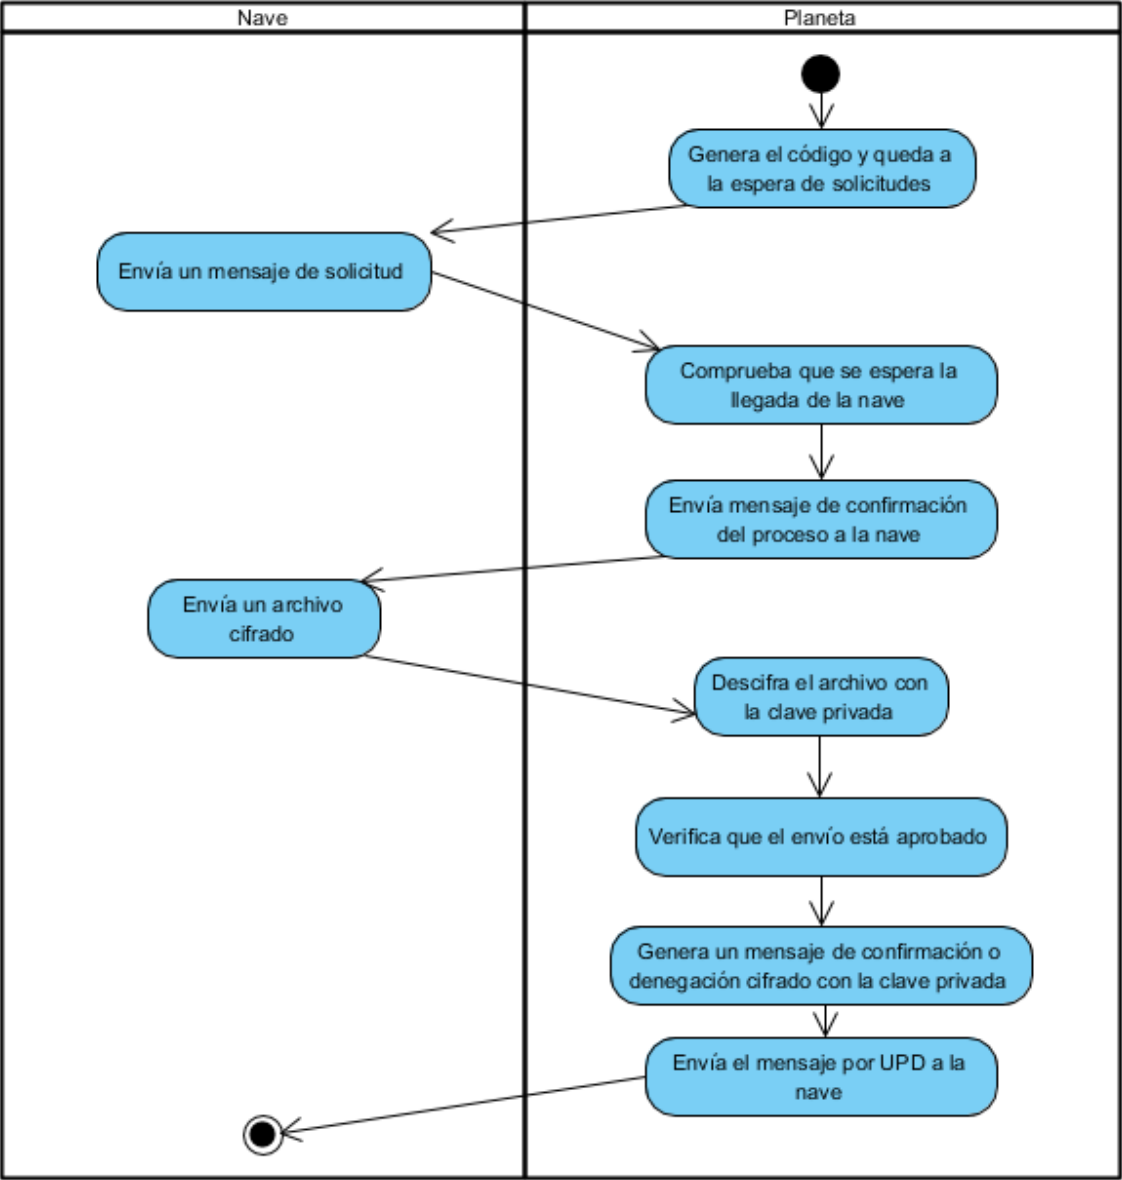 Nave
Planeta
Genera el código y queda a
la espera de solicitudes
Envía un mensaje de solicitud
Comprueba que se espera la
llegada de la nave
Envía mensaje de confirmación
del proceso a la nave
Envía un archivo
cifrado
Descifra el archivo con
la clave privada
Verifica que el envío está aprobado
Genera un mensaje de confirmación o
denegación cifrado con la clave privada
Envía el mensaje por UPD a la
nave